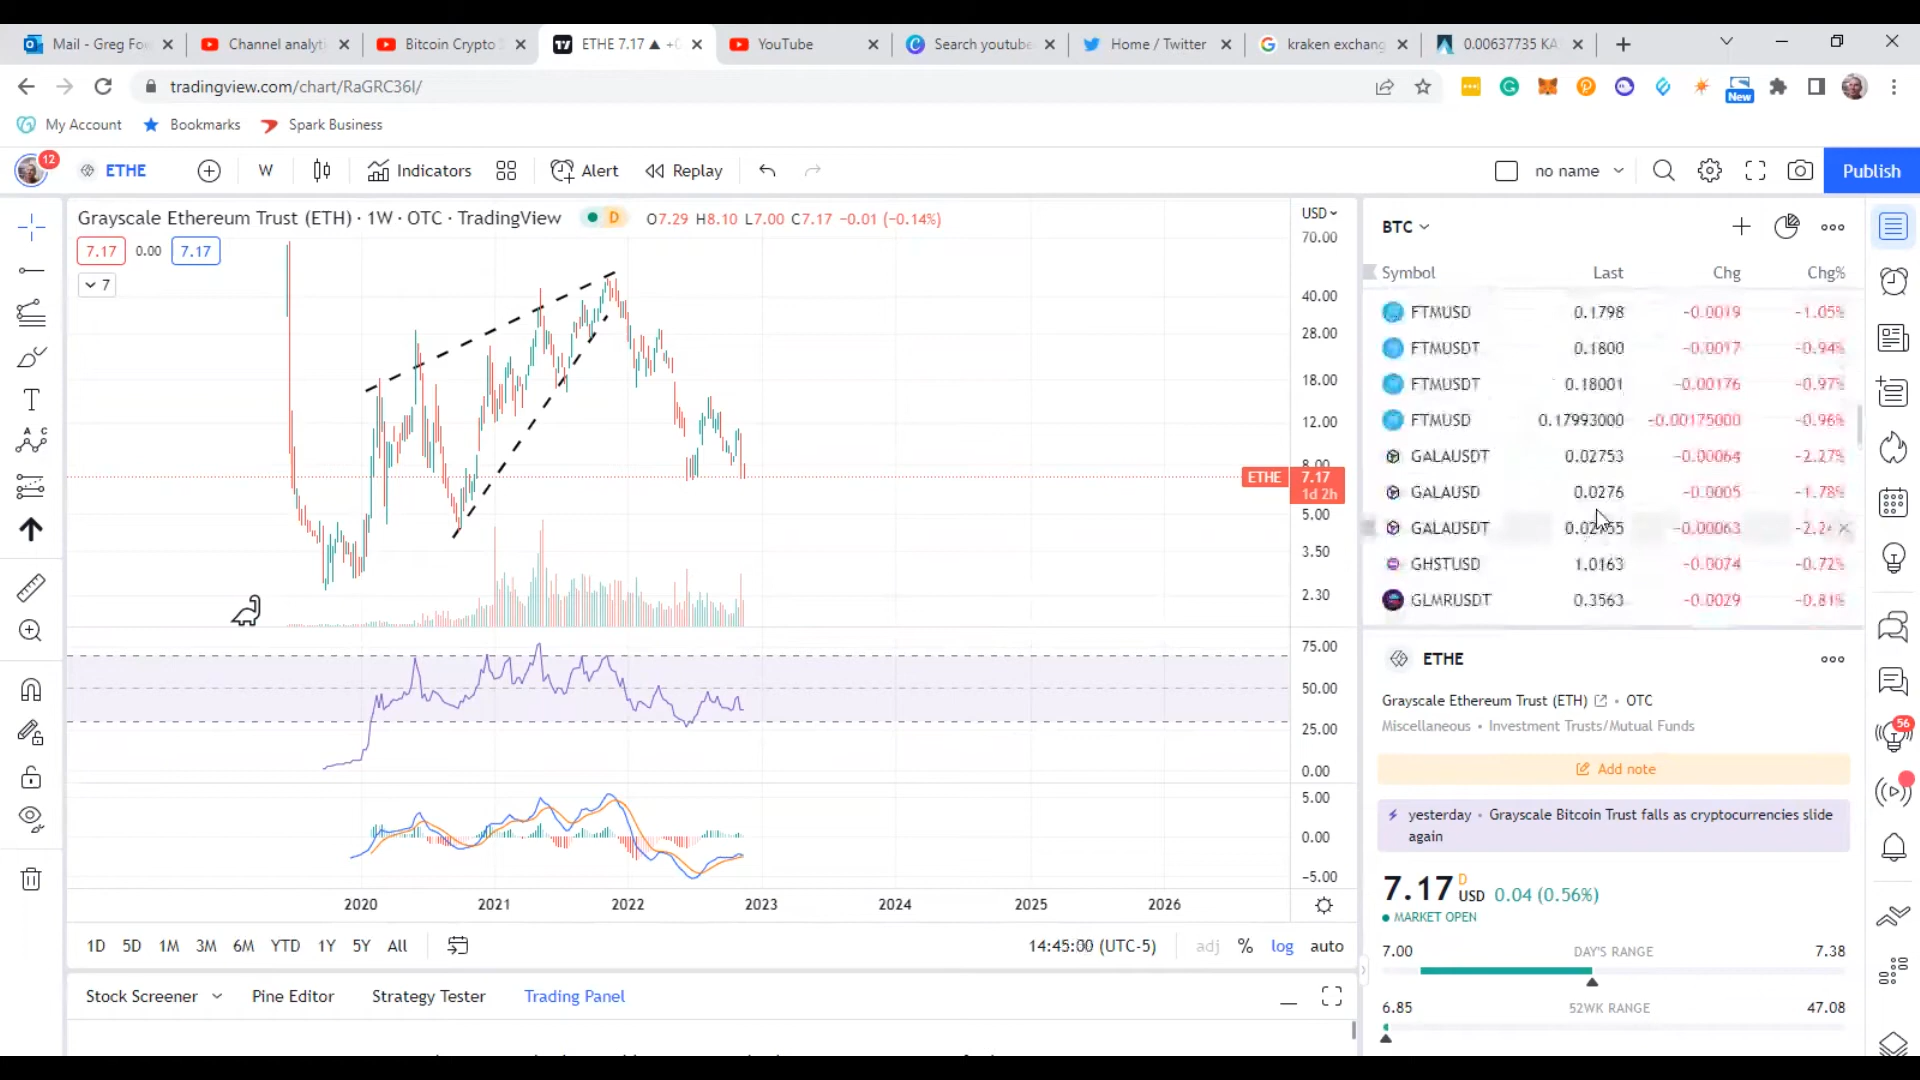 Mail - Greg Fo
Channel analyti
Bitcoin Crypto
ETHE 7.17 ▲ +0
YouTube
Search youtube
Home / Twitter
kraken exchang
0.00637735 KA
tradingview.com/chart/RaGRC36l/
New
My Account
Bookmarks
Spark Business
12
ETHE
W
Indicators
Alert
Replay
no name
Publish
Grayscale Ethereum Trust (ETH) · 1W · OTC · TradingView
D
O7.29 H8.10 L7.00 C7.17 −0.01 (−0.14%)
7.17 0.00 7.17
7
USD
70.00
40.00
28.00
18.00
12.00
8.00
ETHE 7.17
1d 2h
5.00
3.50
2.30
75.00
50.00
25.00
0.00
5.00
0.00
−5.00
2020 2021 2022 2023 2024 2025 2026
1D 5D 1M 3M 6M YTD 1Y 5Y All
14:45:00 (UTC-5)
adj % log auto
Stock Screener
Pine Editor
Strategy Tester
Trading Panel
BTC
Symbol Last Chg Chg%
FTMUSD 0.1798 −0.0019 −1.05%
FTMUSDT 0.1800 −0.0017 −0.94%
FTMUSDT 0.18001 −0.00176 −0.97%
FTMUSD 0.17993000 −0.00175000 −0.96%
GALAUSDT 0.02753 −0.00064 −2.27%
GALAUSD 0.0276 −0.0005 −1.78%
GALAUSDT −0.00063
GHSTUSD 1.0163 −0.0074 −0.72%
GLMRUSDT 0.3563 −0.0029 −0.81%
ETHE
Grayscale Ethereum Trust (ETH) • OTC
Miscellaneous • Investment Trusts/Mutual Funds
Add note
yesterday • Grayscale Bitcoin Trust falls as cryptocurrencies slide
again
7.17 D USD 0.04 (0.56%)
MARKET OPEN
7.00 DAY'S RANGE 7.38
6.85 52WK RANGE 47.08
56